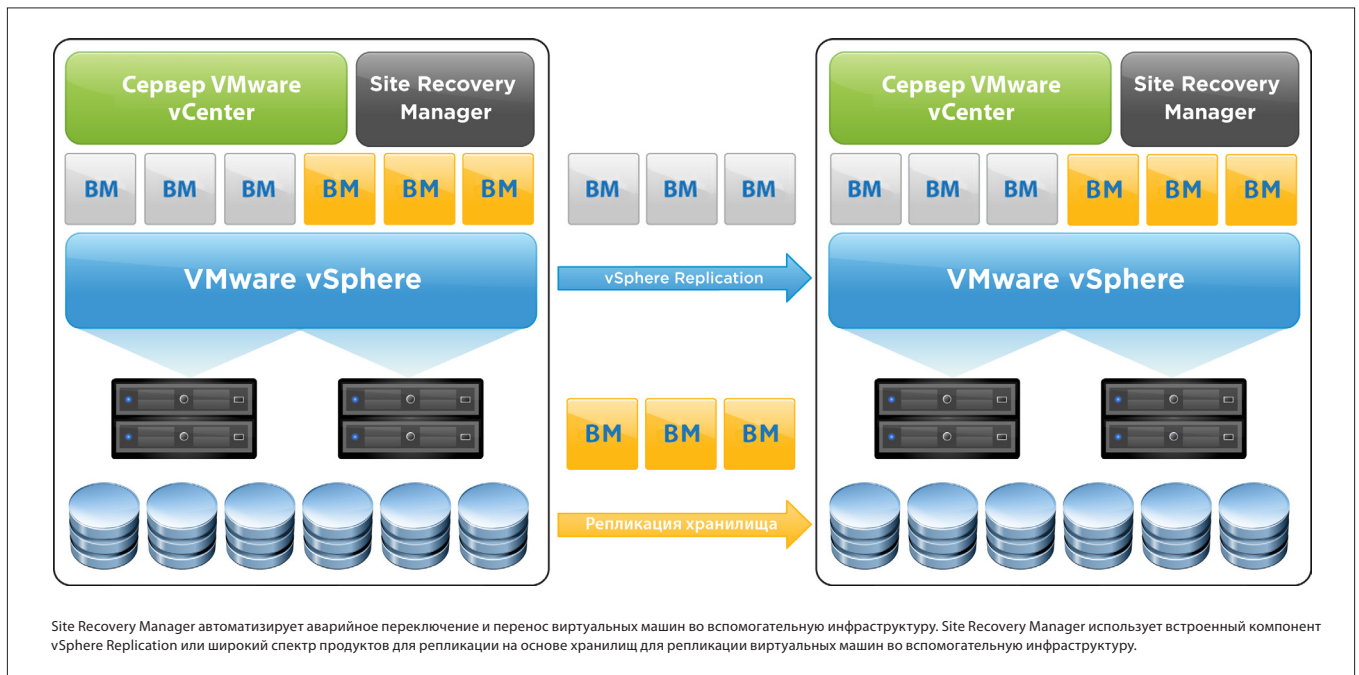 Сервер VMware
vCenter
Site Recovery
Manager
Сервер VMware
vCenter
Site Recovery
Manager
ВМ ВМ ВМ ВМ ВМ ВМ
ВМ ВМ ВМ
ВМ ВМ ВМ ВМ ВМ ВМ
VMware vSphere
vSphere Replication
VMware vSphere
ВМ ВМ ВМ
Репликация хранилища
Site Recovery Manager автоматизирует аварийное переключение и перенос виртуальных машин во вспомогательную инфраструктуру. Site Recovery Manager использует встроенный компонент
vSphere Replication или широкий спектр продуктов для репликации на основе хранилищ для репликации виртуальных машин во вспомогательную инфраструктуру.